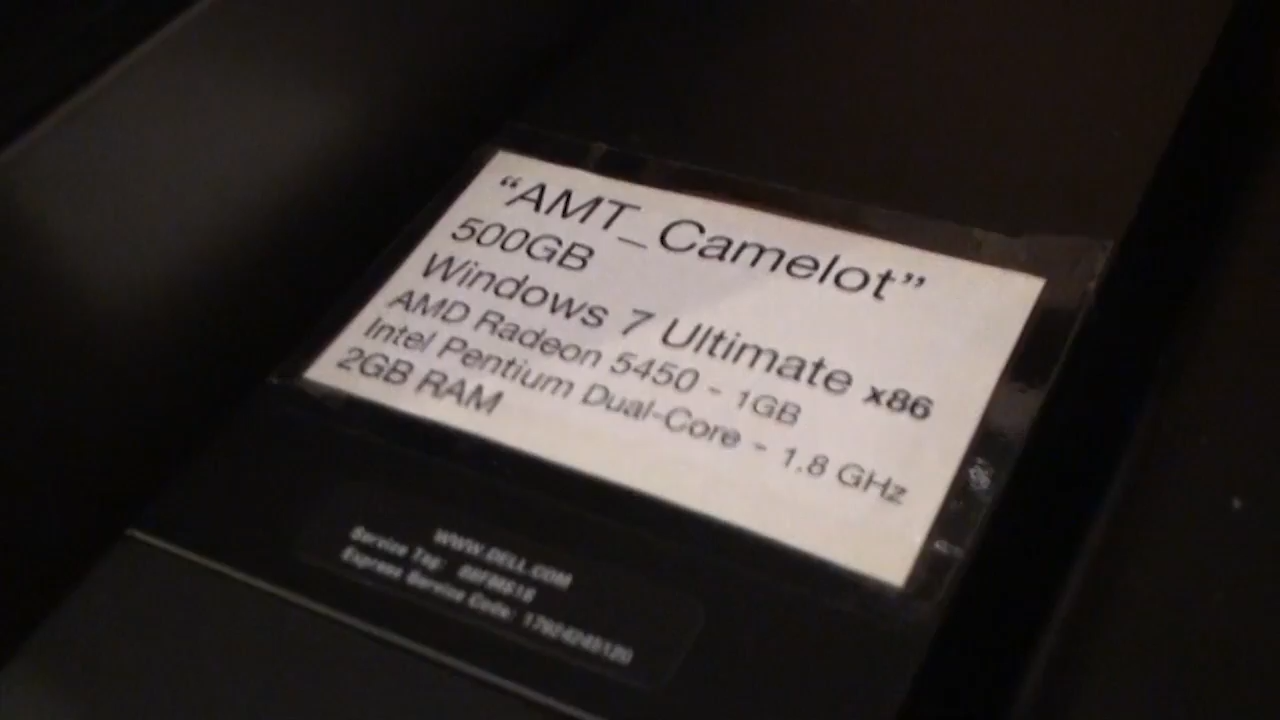 “AMT_Camelot”
500GB
Windows 7 Ultimate x86
AMD Radeon 5450 - 1GB
Intel Pentium Dual-Core - 1.8 GHz
2GB RAM
WWW.DELL.COM
Service Tag:
Express Service Code: